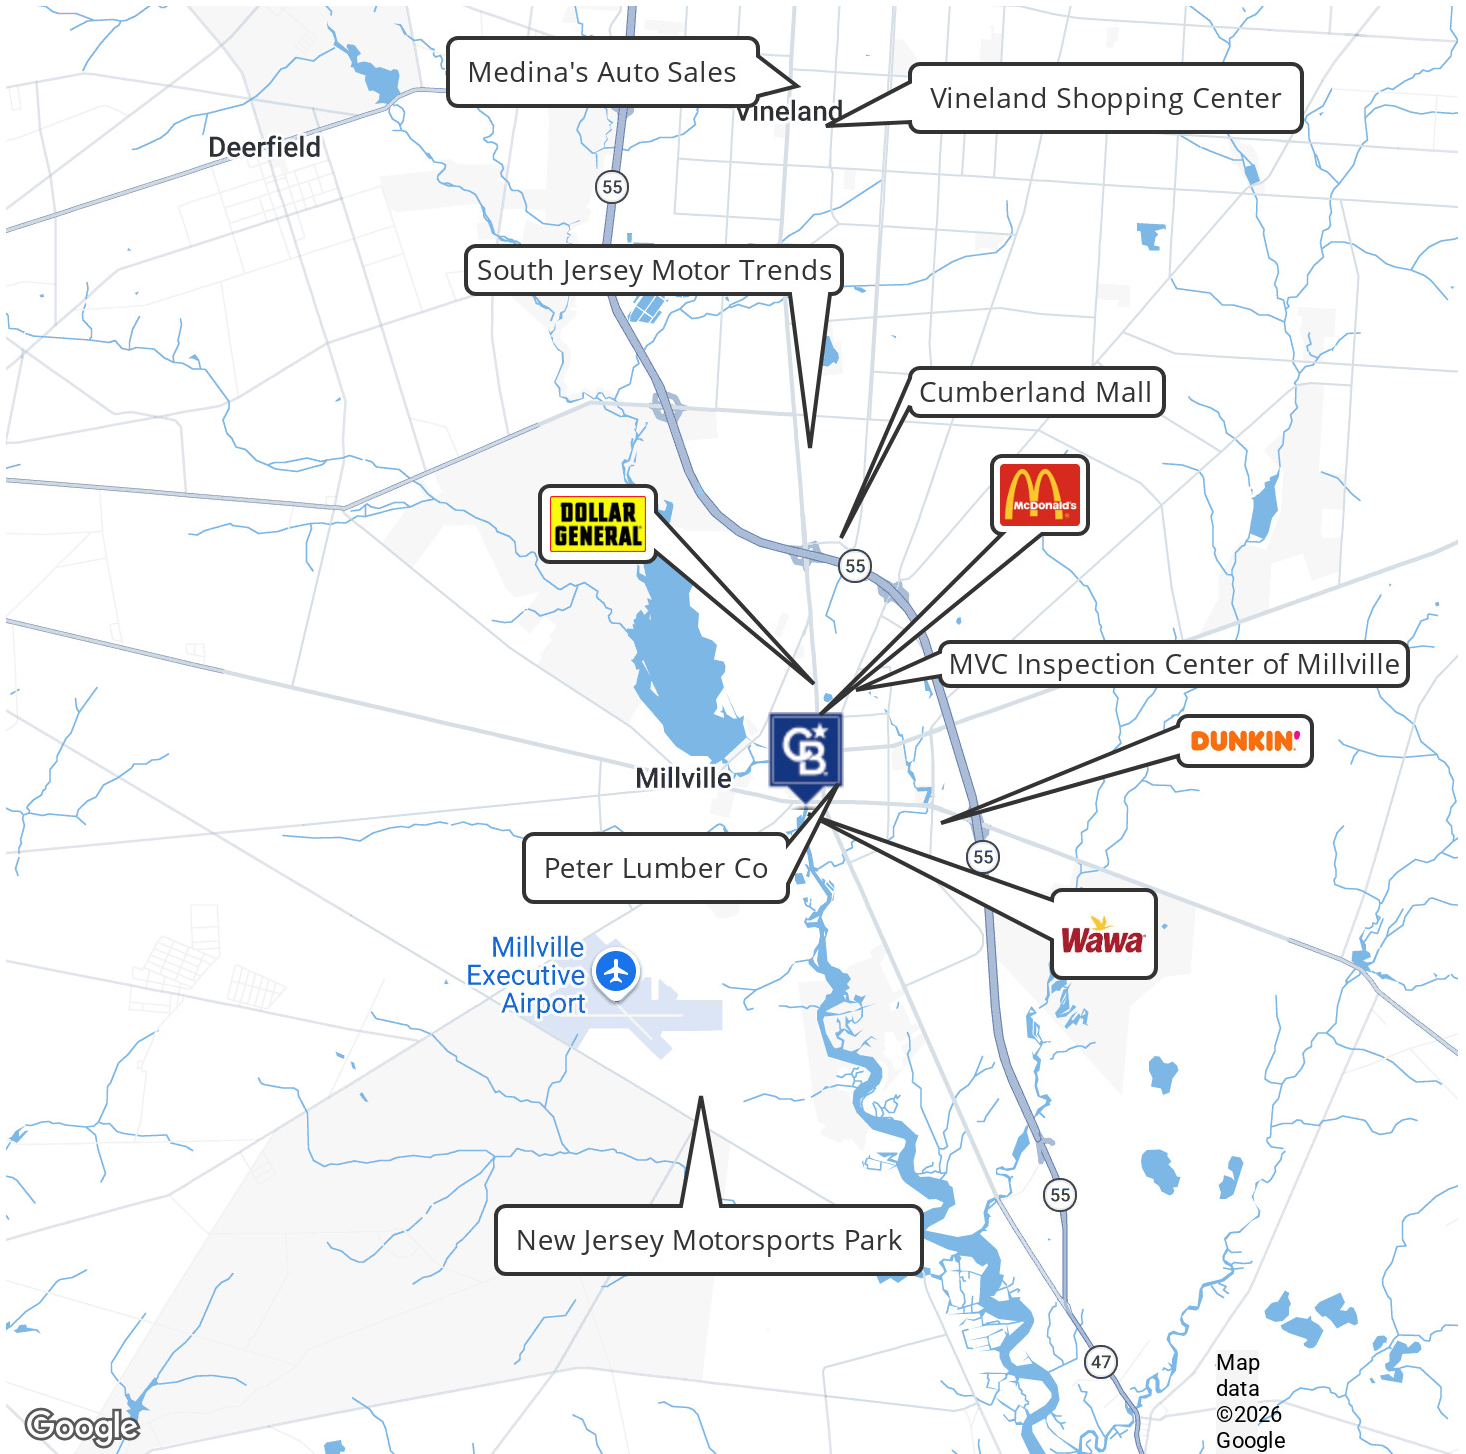 Medina's Auto Sales
Vineland Shopping Center
Vineland
Deerfield
55
South Jersey Motor Trends
Cumberland Mall
McDonald's
DOLLAR
GENERAL
55
MVC Inspection Center of Millville
CB
DUNKIN'
Millville
55
Peter Lumber Co
Wawa
Millville
Executive
Airport
55
New Jersey Motorsports Park
47
Map
data
©2026
Google
Google